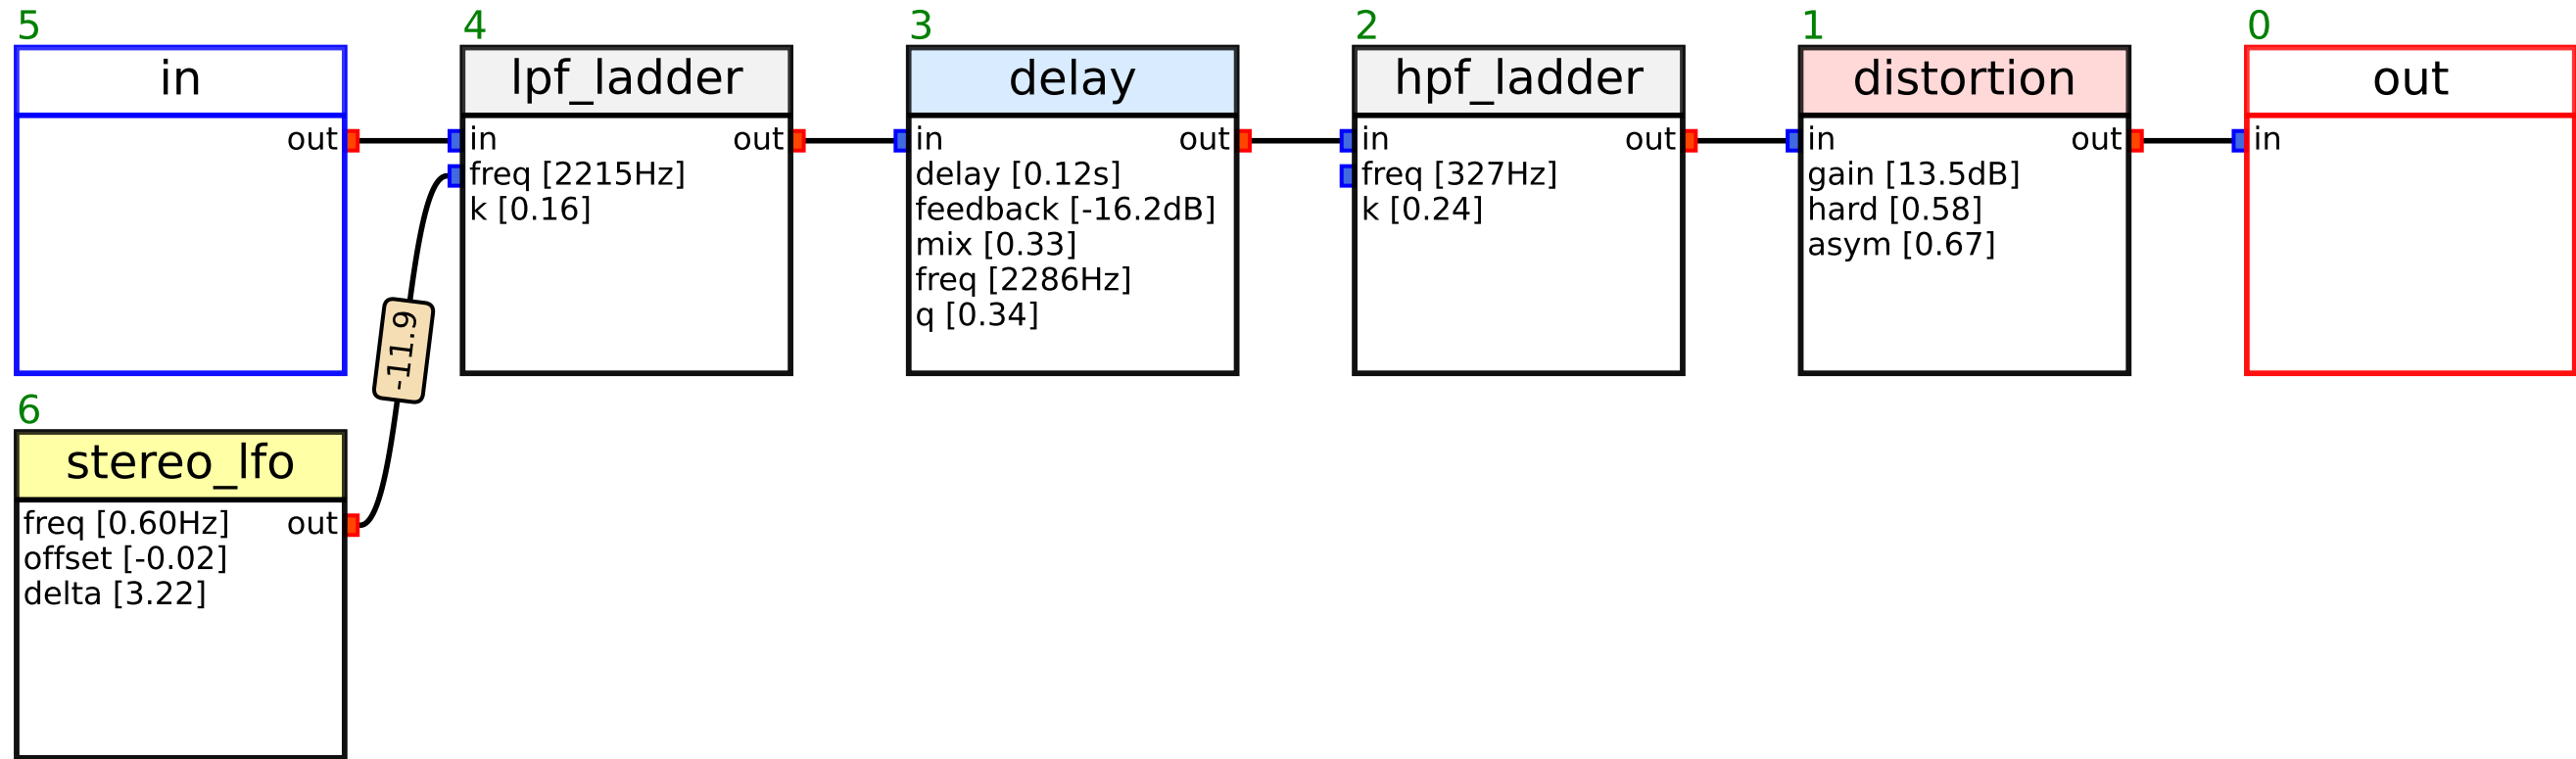 5
in
out
4
lpf_ladder
in out
freq [2215Hz]
k [0.16]
3
delay
in out
delay [0.12s]
feedback [-16.2dB]
mix [0.33]
freq [2286Hz]
q [0.34]
2
hpf_ladder
in out
freq [327Hz]
k [0.24]
1
distortion
in out
gain [13.5dB]
hard [0.58]
asym [0.67]
0
out
in
-11.9
6
stereo_lfo
freq [0.60Hz] out
offset [-0.02]
delta [3.22]